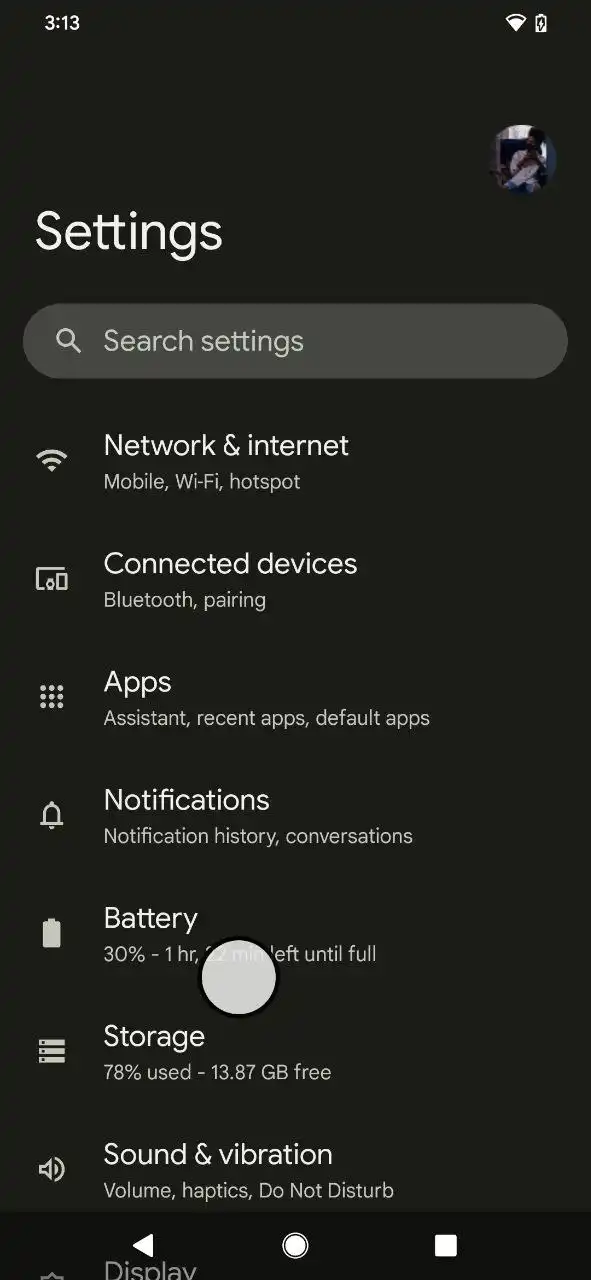 3:13
Settings
Search settings
Network & internet
Mobile, Wi-Fi, hotspot
Connected devices
Bluetooth, pairing
Apps
Assistant, recent apps, default apps
Notifications
Notification history, conversations
Battery
30% - 1 hr, 22 min left until full
Storage
78% used - 13.87 GB free
Sound & vibration
Volume, haptics, Do Not Disturb
Display